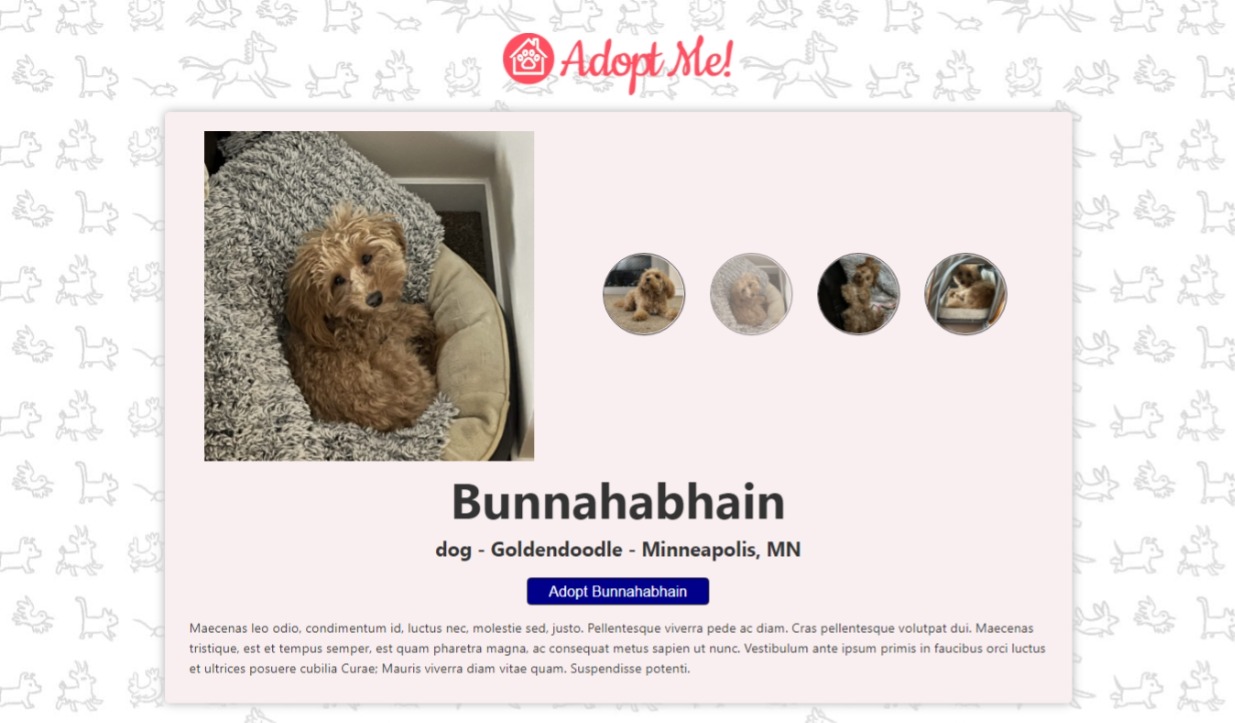 Adopt Me!
Bunnahabhain
dog - Goldendoodle - Minneapolis, MN
Adopt Bunnahabhain
Maecenas leo odio, condimentum id, luctus nec, molestie sed, justo. Pellentesque viverra pede ac diam. Cras pellentesque volutpat dui. Maecenas
tristique, est et tempus semper, est quam pharetra magna, ac consequat metus sapien ut nunc. Vestibulum ante ipsum primis in faucibus orci luctus
et ultrices posuere cubilia Curae; Mauris viverra diam vitae quam. Suspendisse potenti.